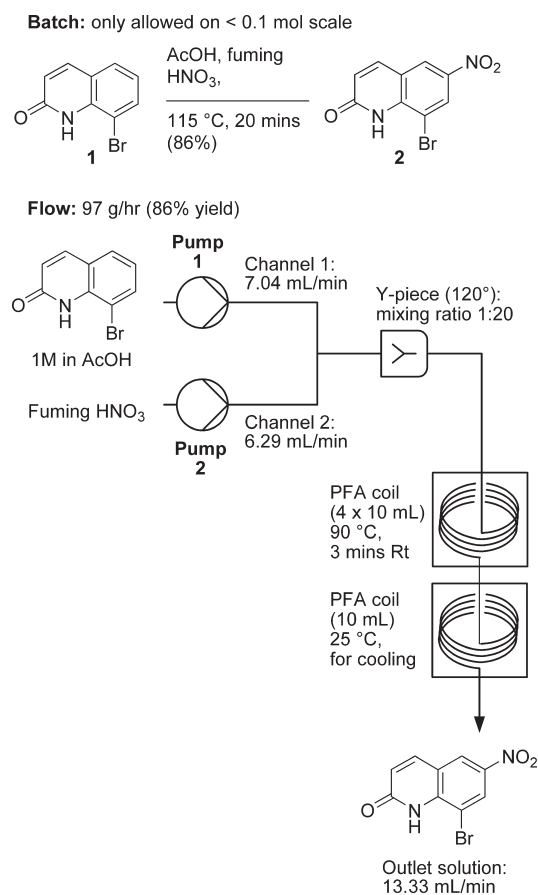 Batch: only allowed on < 0.1 mol scale
AcOH, fuming
HNO3,
115 °C, 20 mins
(86%)
O
N
H
Br
1
NO2
O
N
H
Br
2
Flow: 97 g/hr (86% yield)
O
N
H
Br
1M in AcOH
Pump
1
Channel 1:
7.04 mL/min
Y-piece (120°):
mixing ratio 1:20
Fuming HNO3
Pump
2
Channel 2:
6.29 mL/min
PFA coil
(4 x 10 mL)
90 °C,
3 mins Rt
PFA coil
(10 mL)
25 °C,
for cooling
NO2
O
N
H
Br
Outlet solution:
13.33 mL/min